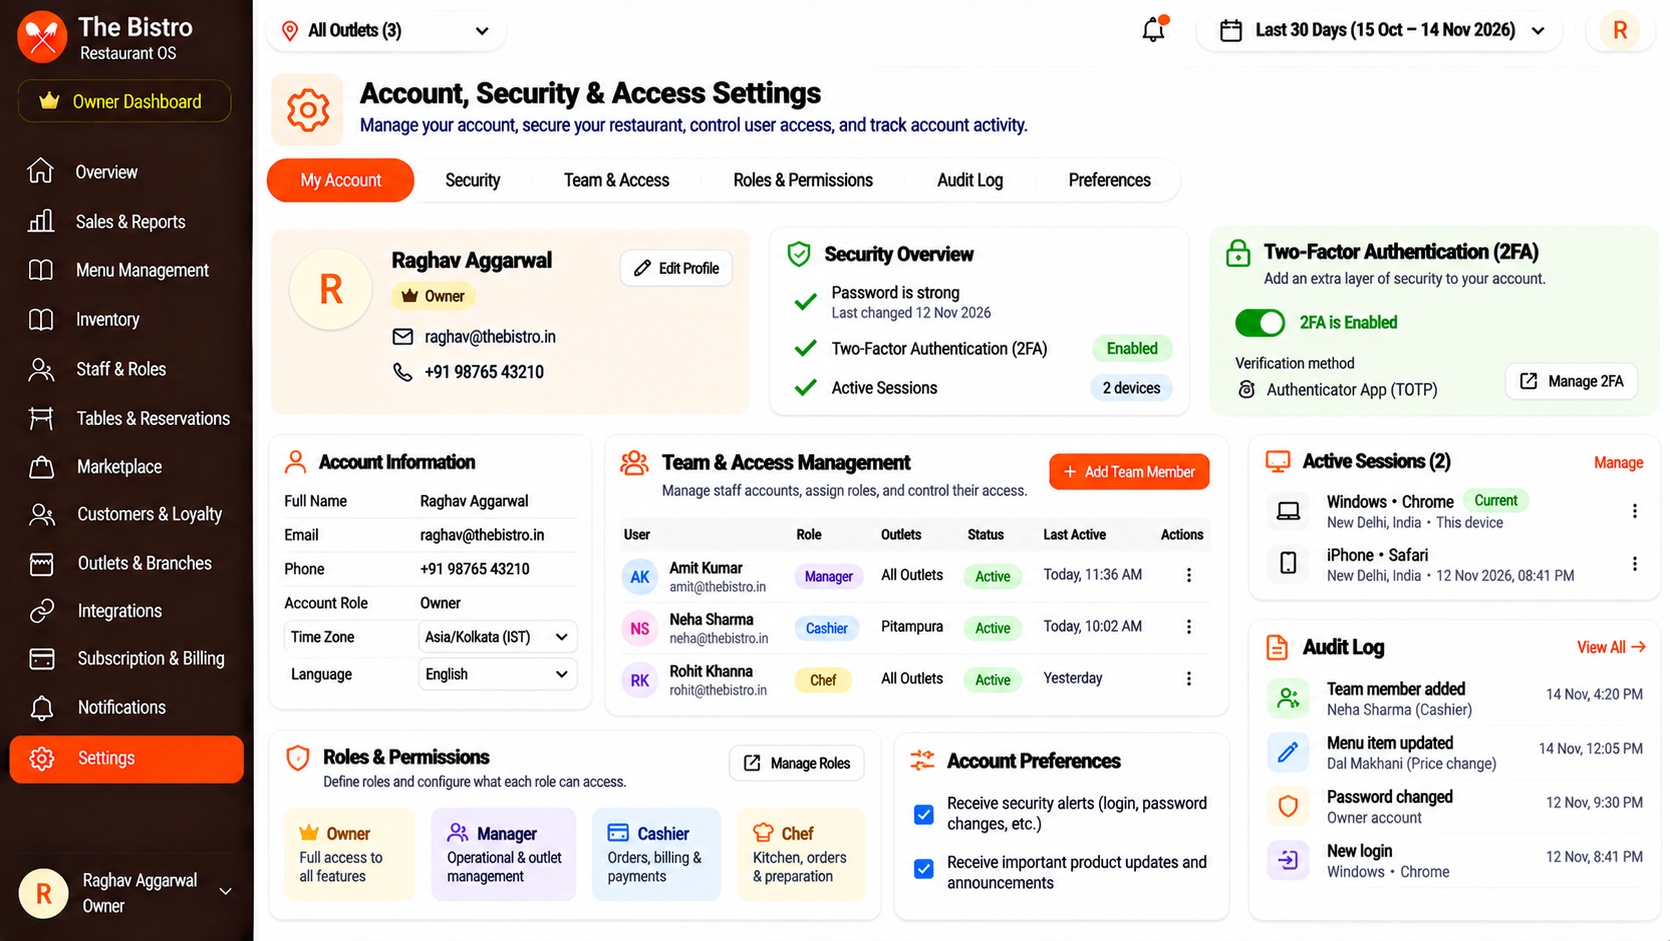 The Bistro
Restaurant OS
Owner Dashboard
Overview
Sales & Reports
Menu Management
Inventory
Staff & Roles
Tables & Reservations
Marketplace
Customers & Loyalty
Outlets & Branches
Integrations
Subscription & Billing
Notifications
Settings
R
Raghav Aggarwal
Owner
All Outlets (3)
Last 30 Days (15 Oct – 14 Nov 2026)
R
Account, Security & Access Settings
Manage your account, secure your restaurant, control user access, and track account activity.
My Account
Security
Team & Access
Roles & Permissions
Audit Log
Preferences
R
Raghav Aggarwal
Owner
raghav@thebistro.in
+91 98765 43210
Edit Profile
Security Overview
Password is strong
Last changed 12 Nov 2026
Two-Factor Authentication (2FA) Enabled
Active Sessions 2 devices
Two-Factor Authentication (2FA)
Add an extra layer of security to your account.
2FA is Enabled
Verification method
Authenticator App (TOTP)
Manage 2FA
Account Information
Full Name Raghav Aggarwal
Email raghav@thebistro.in
Phone +91 98765 43210
Account Role Owner
Time Zone Asia/Kolkata (IST)
Language English
Team & Access Management
Manage staff accounts, assign roles, and control their access.
+ Add Team Member
User Role Outlets Status Last Active Actions
AK Amit Kumar Manager All Outlets Active Today, 11:36 AM
amit@thebistro.in
NS Neha Sharma Cashier Pitampura Active Today, 10:02 AM
neha@thebistro.in
RK Rohit Khanna Chef All Outlets Active Yesterday
rohit@thebistro.in
Active Sessions (2)
Manage
Windows • Chrome Current
New Delhi, India • This device
iPhone • Safari
New Delhi, India • 12 Nov 2026, 08:41 PM
Audit Log
View All →
Team member added 14 Nov, 4:20 PM
Neha Sharma (Cashier)
Menu item updated 14 Nov, 12:05 PM
Dal Makhani (Price change)
Password changed 12 Nov, 9:30 PM
Owner account
New login 12 Nov, 8:41 PM
Windows • Chrome
Roles & Permissions
Define roles and configure what each role can access.
Manage Roles
Owner
Full access to
all features
Manager
Operational & outlet
management
Cashier
Orders, billing &
payments
Chef
Kitchen, orders
& preparation
Account Preferences
Receive security alerts (login, password
changes, etc.)
Receive important product updates and
announcements